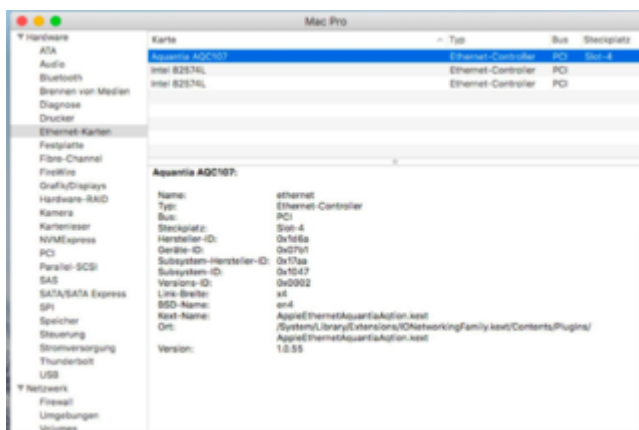 Mac Pro
Hardware
ATA
Audio
Bluetooth
Brennen von Medien
Diagnose
Drucker
Ethernet-Karten
Festplatte
Fibre-Channel
FireWire
Grafik/Displays
Hardware-RAID
Kamera
Kartenleser
NVMExpress
PCI
Parallel-SCSI
SAS
SATA/SATA Express
SPI
Speicher
Steuerung
Stromversorgung
Thunderbolt
USB
Netzwerk
Firewall
Umgebungen
Volumes
Karte Typ Bus Steckplatz
Aquantia AQC107 Ethernet-Controller PCI Slot-4
Intel 82574L Ethernet-Controller PCI
Intel 82574L Ethernet-Controller PCI
Aquantia AQC107:
Name: ethernet
Typ: Ethernet-Controller
Bus: PCI
Steckplatz: Slot-4
Hersteller-ID: 0x1d6a
Geräte-ID: 0x07b1
Subsystem-Hersteller-ID: 0x17aa
Subsystem-ID: 0x1047
Versions-ID: 0x0002
Link-Breite: x4
BSD-Name: en4
Kext-Name: AppleEthernetAquantiaAqtion.kext
Ort: /System/Library/Extensions/IONetworkingFamily.kext/Contents/PlugIns/
AppleEthernetAquantiaAqtion.kext
Version: 1.0.55